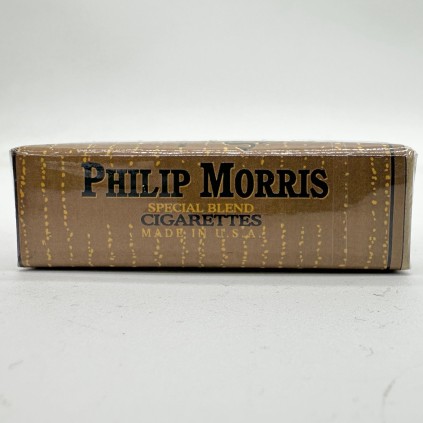 PHILIP MORRIS
SPECIAL BLEND
CIGARETTES
MADE IN U.S.A